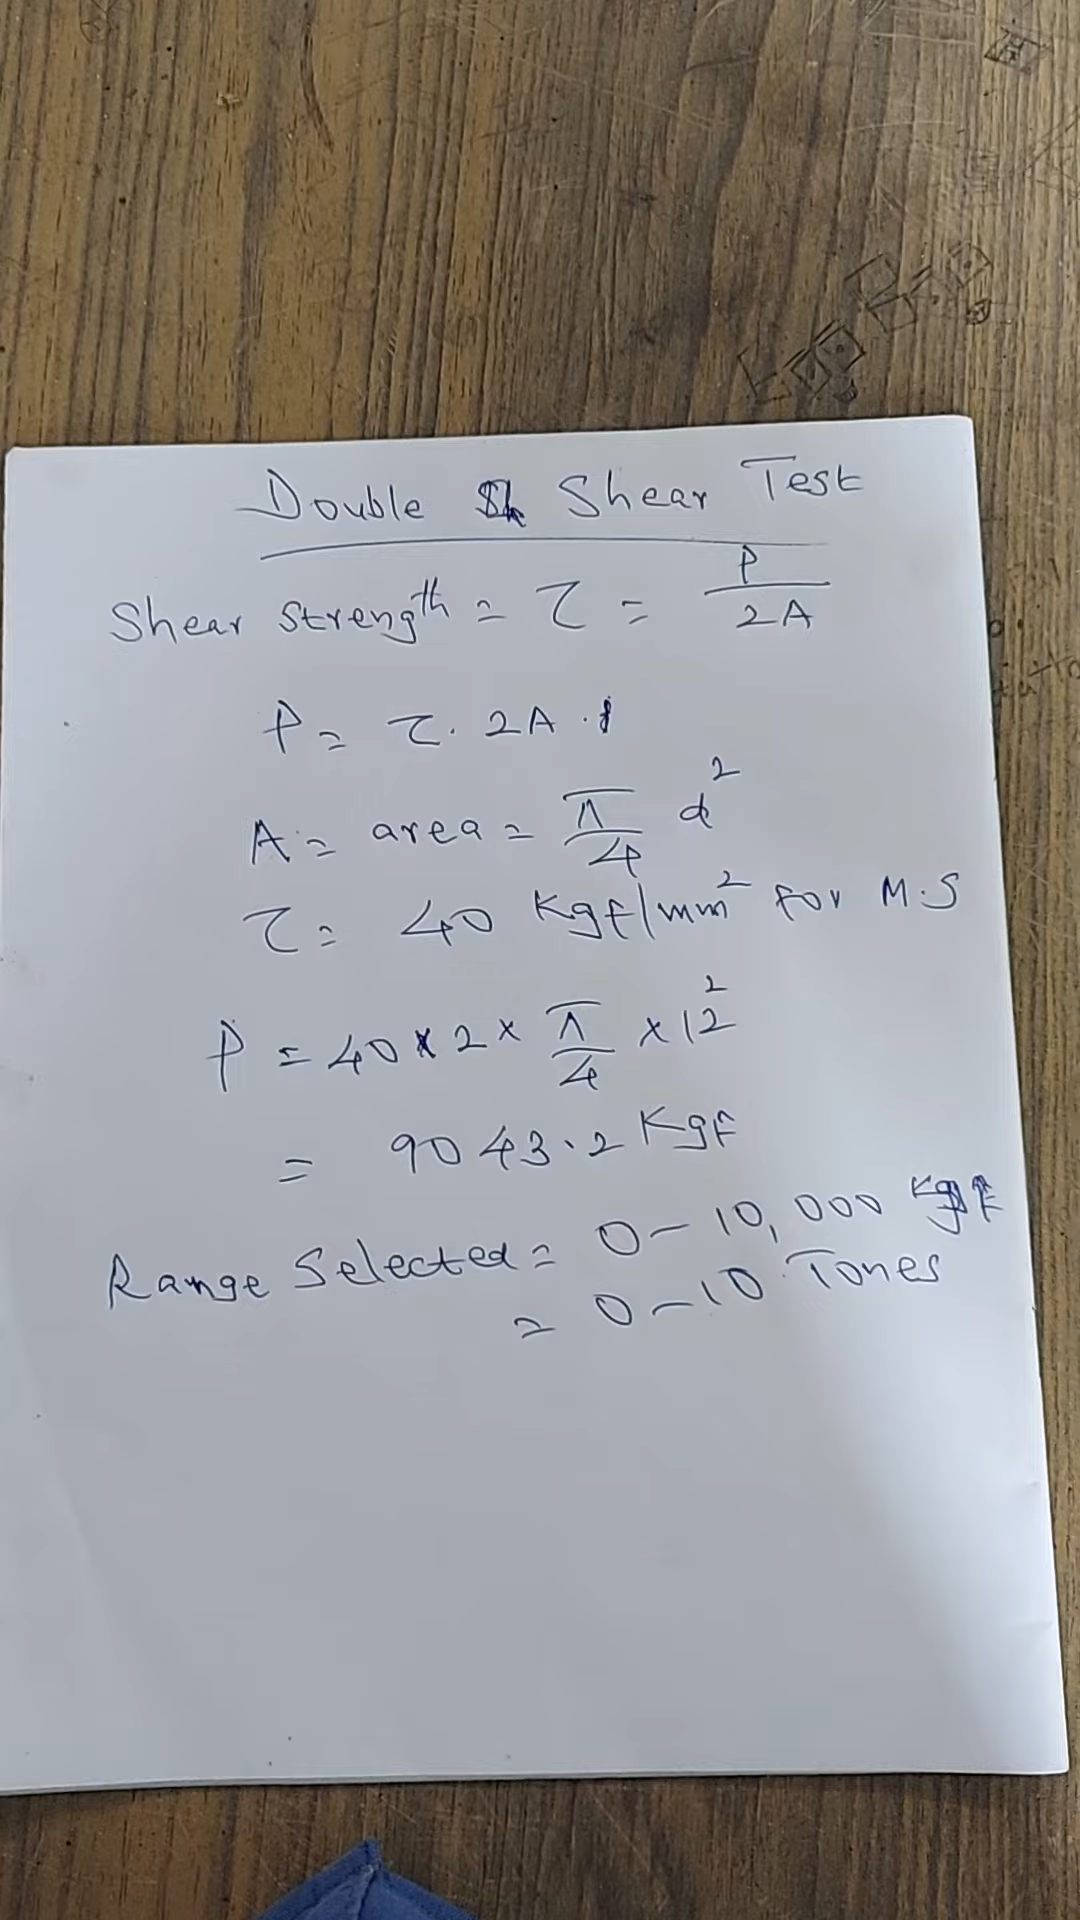 Double Shear Test
Shear Strength = τ = P / 2A
P = τ. 2A.
A = area = π/4 d²
τ = 40 Kgf/mm² for M.S
P = 40 × 2 × π/4 × 12²
= 9043.2 Kgf
Range Selected = 0 - 10,000 Kgf
= 0 - 10 Tones